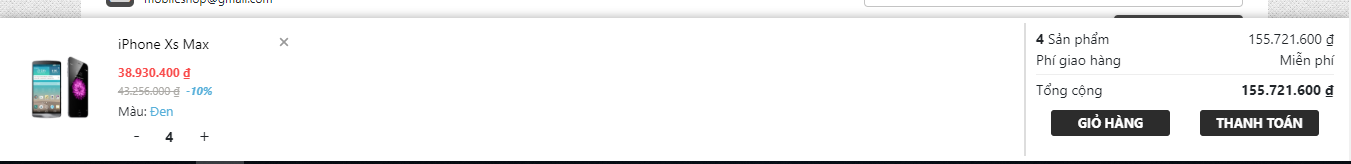 mobileshop@gmail.com
iPhone Xs Max ×
38.930.400 ₫
43.256.000 ₫ -10%
Màu: Đen
- 4 +
4 Sản phẩm 155.721.600 ₫
Phí giao hàng Miễn phí
Tổng cộng 155.721.600 ₫
GIỎ HÀNG THANH TOÁN